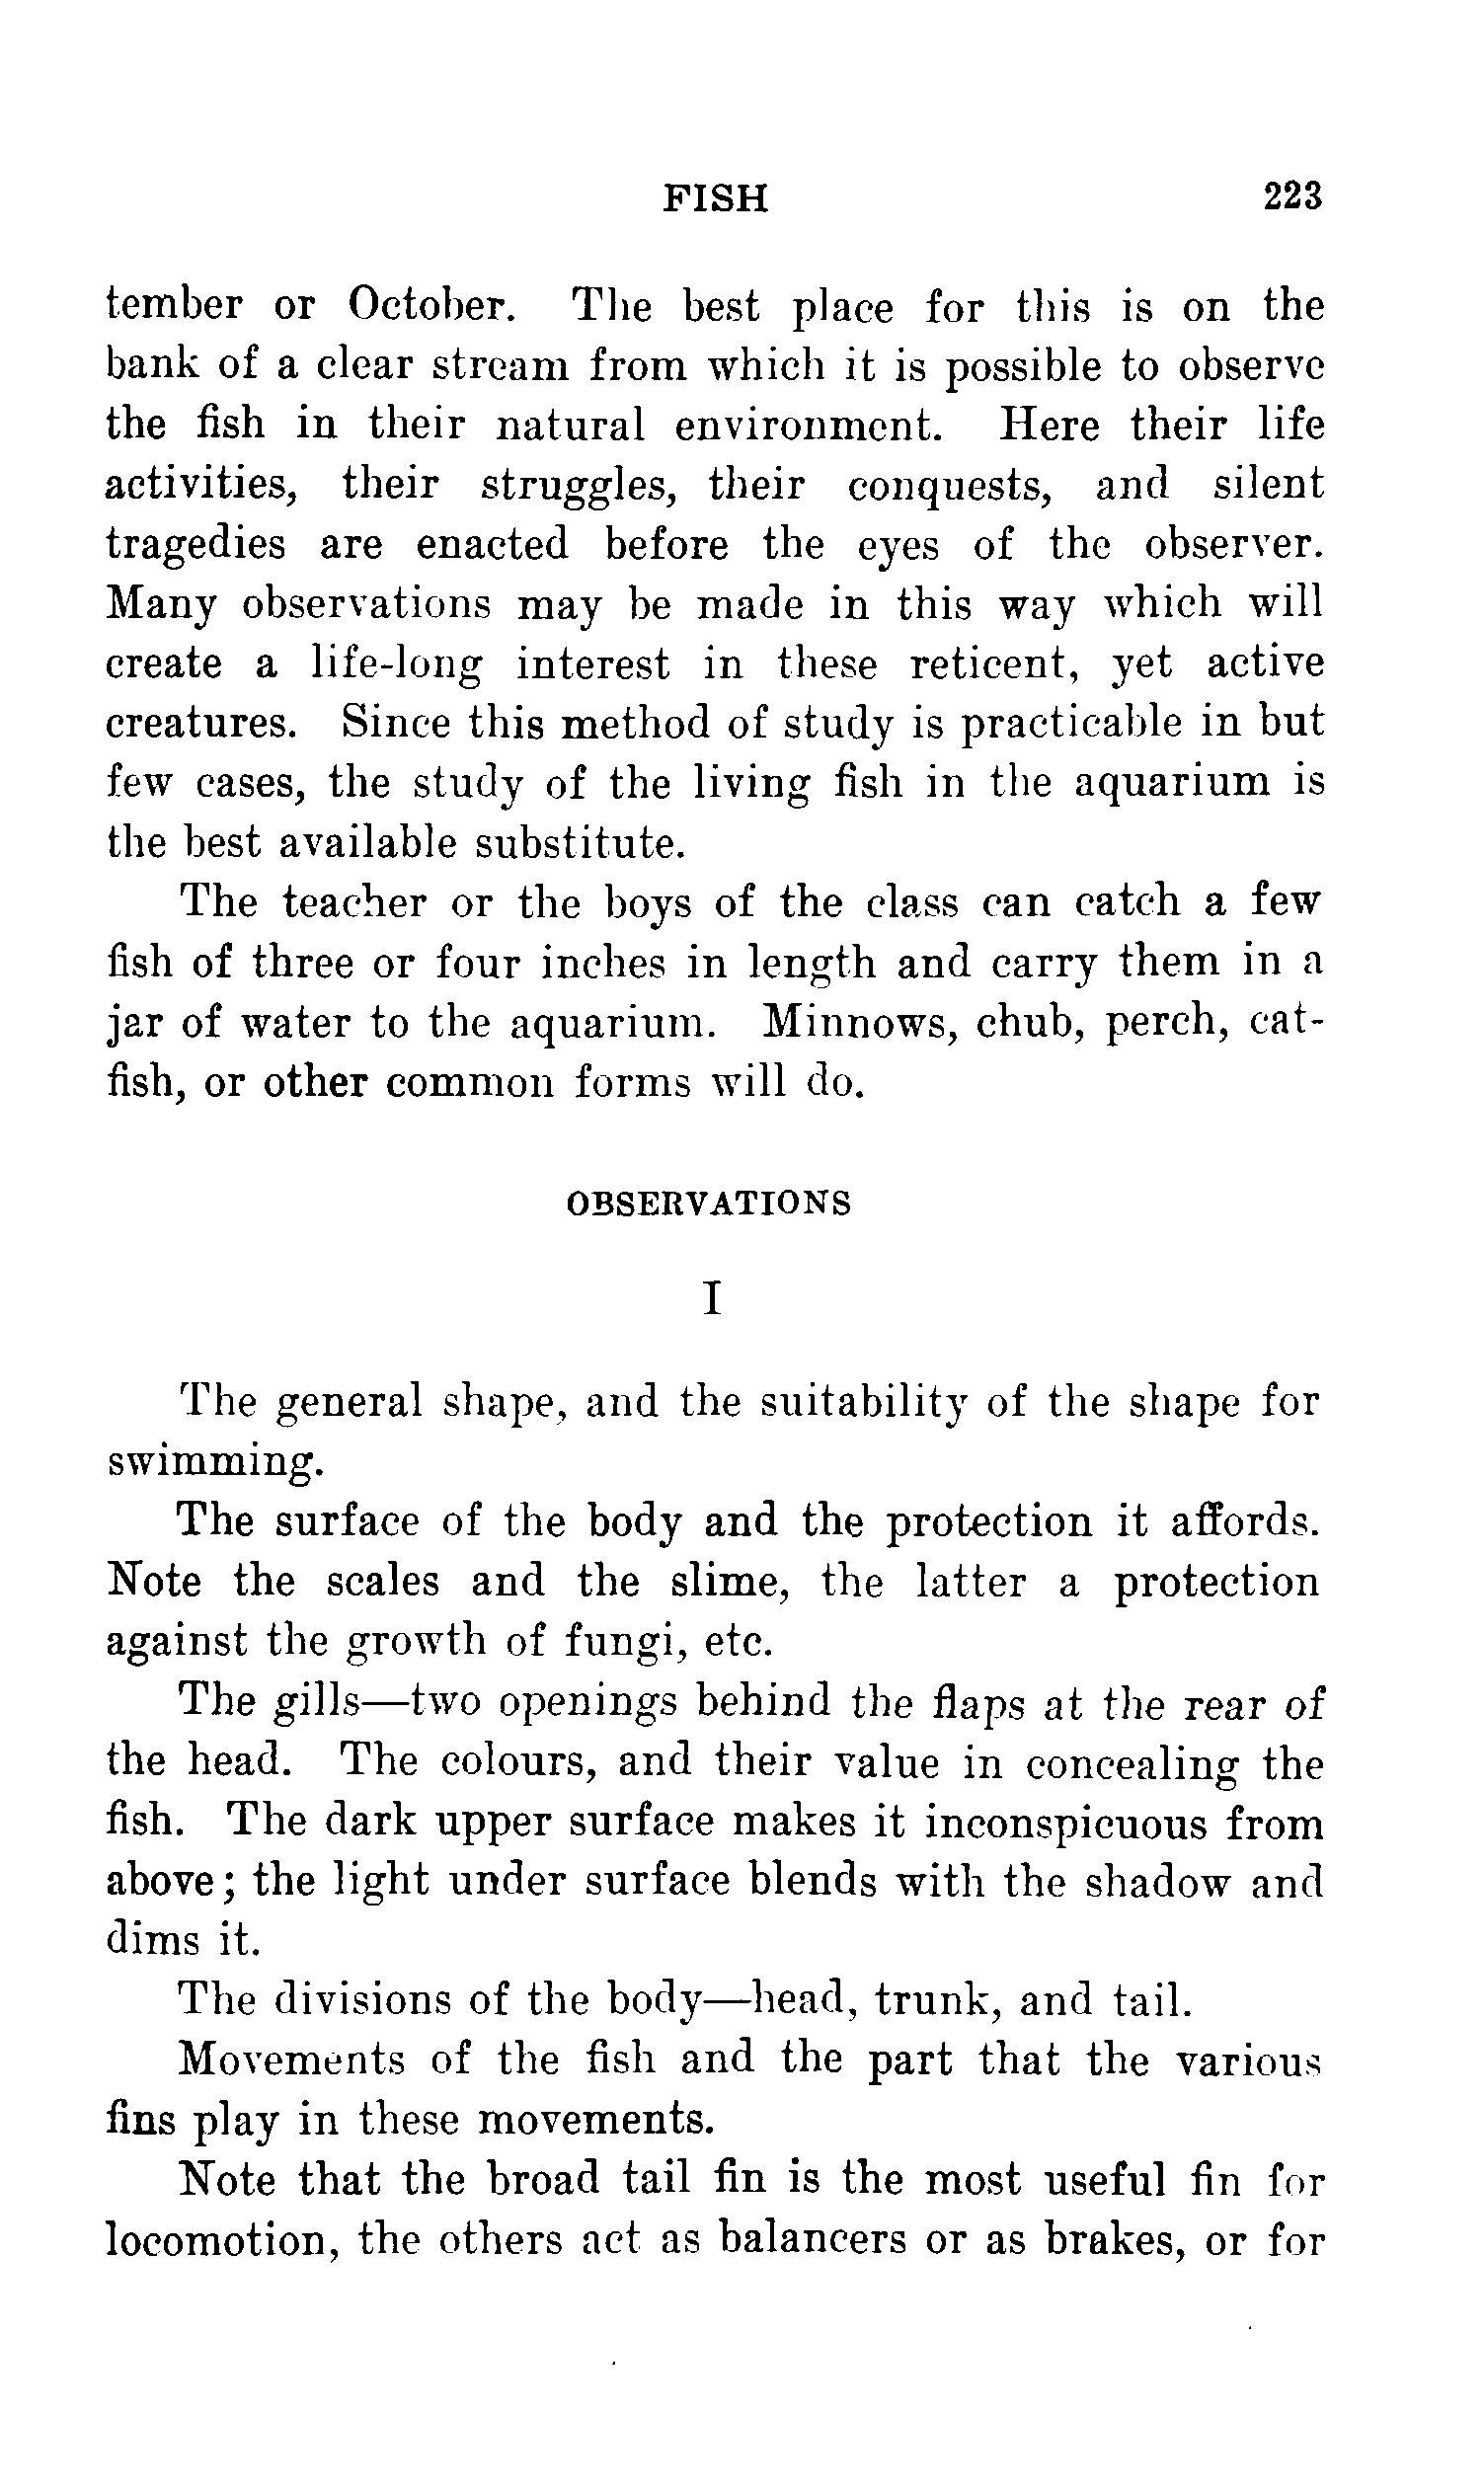 FISH 223
tember or October. The best place for this is on the
bank of a clear stream from which it is possible to observe
the fish in their natural environment. Here their life
activities, their struggles, their conquests, and silent
tragedies are enacted before the eyes of the observer.
Many observations may be made in this way which will
create a life-long interest in these reticent, yet active
creatures. Since this method of study is practicable in but
few cases, the study of the living fish in the aquarium is
the best available substitute.
The teacher or the boys of the class can catch a few
fish of three or four inches in length and carry them in a
jar of water to the aquarium. Minnows, chub, perch, cat-
fish, or other common forms will do.
OBSERVATIONS
I
The general shape, and the suitability of the shape for
swimming.
The surface of the body and the protection it affords.
Note the scales and the slime, the latter a protection
against the growth of fungi, etc.
The gills—two openings behind the flaps at the rear of
the head. The colours, and their value in concealing the
fish. The dark upper surface makes it inconspicuous from
above; the light under surface blends with the shadow and
dims it.
The divisions of the body—head, trunk, and tail.
Movements of the fish and the part that the various
fins play in these movements.
Note that the broad tail fin is the most useful fin for
locomotion, the others act as balancers or as brakes, or for